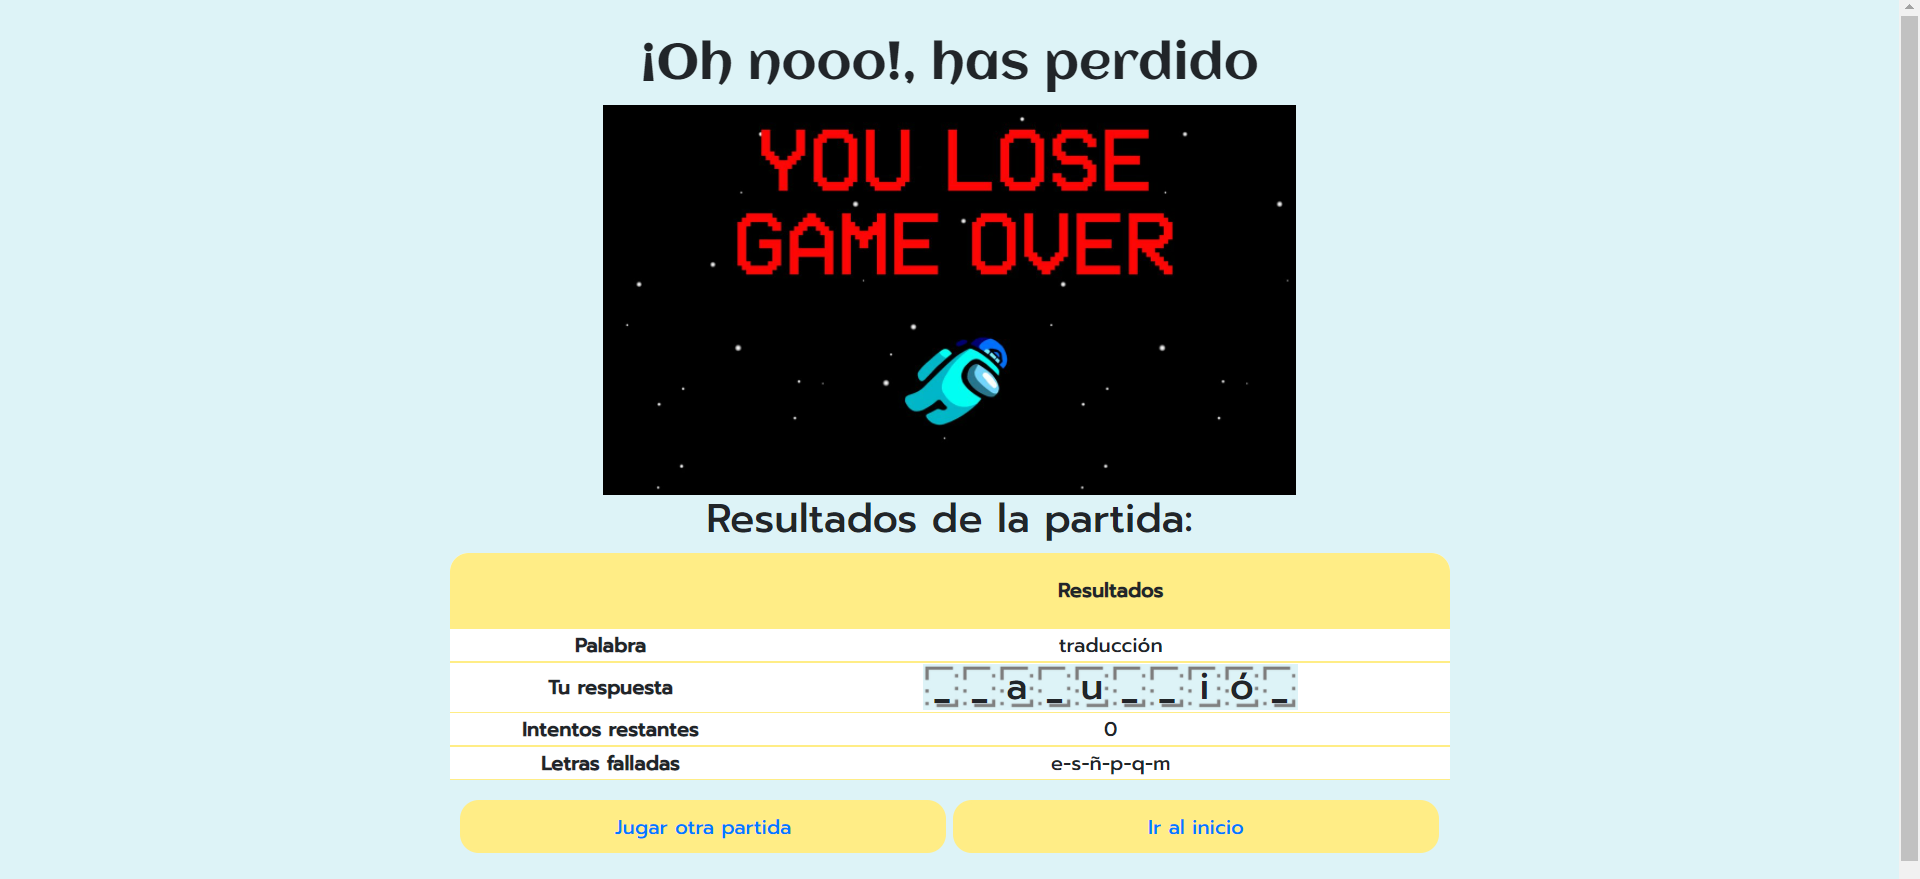 ¡Oh nooo!, has perdido
YOU LOSE
GAME OVER
Resultados de la partida:
Resultados
Palabra traducción
Tu respuesta _ _ a _ u _ _ i ó _
Intentos restantes 0
Letras falladas e-s-ñ-p-q-m
Jugar otra partida Ir al inicio